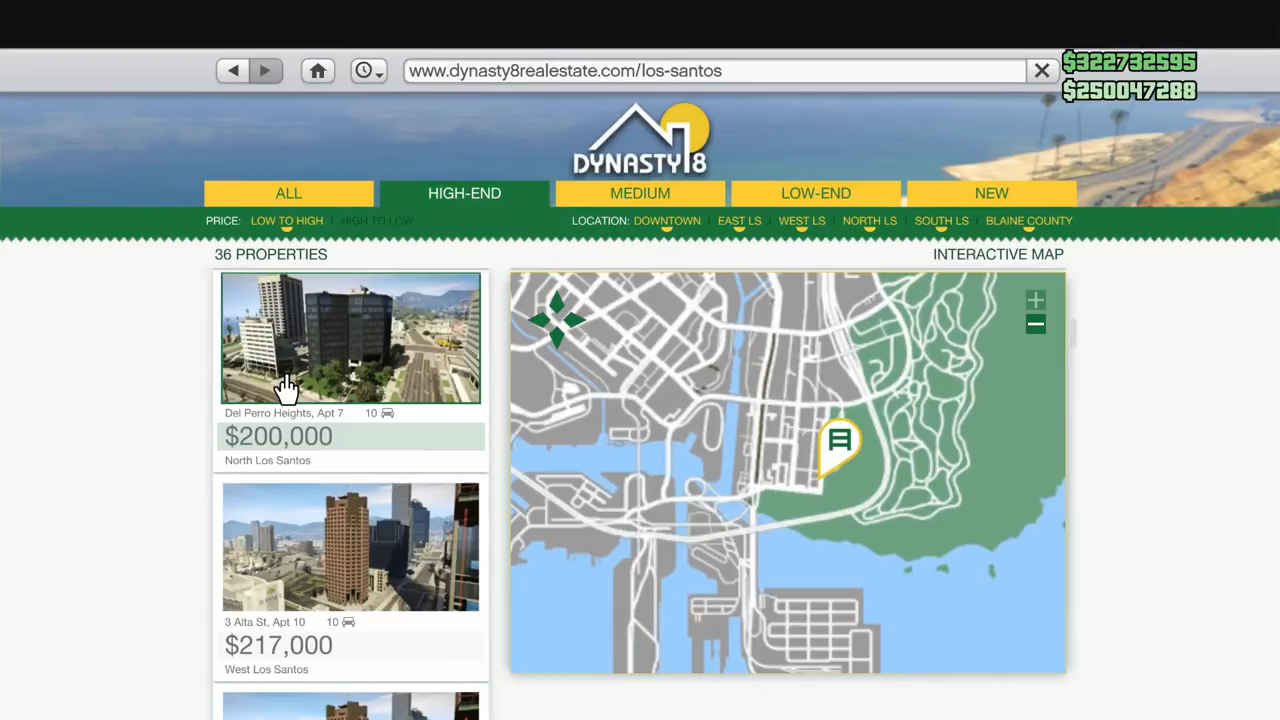 www.dynasty8realestate.com/los-santos
$322732595
$250047288
DYNASTY 8
ALL
HIGH-END
MEDIUM
LOW-END
NEW
PRICE: LOW TO HIGH | HIGH TO LOW
LOCATION: DOWNTOWN | EAST LS | WEST LS | NORTH LS | SOUTH LS | BLAINE COUNTY
36 PROPERTIES
INTERACTIVE MAP
Del Perro Heights, Apt 7 10
$200,000
North Los Santos
3 Alta St, Apt 10 10
$217,000
West Los Santos